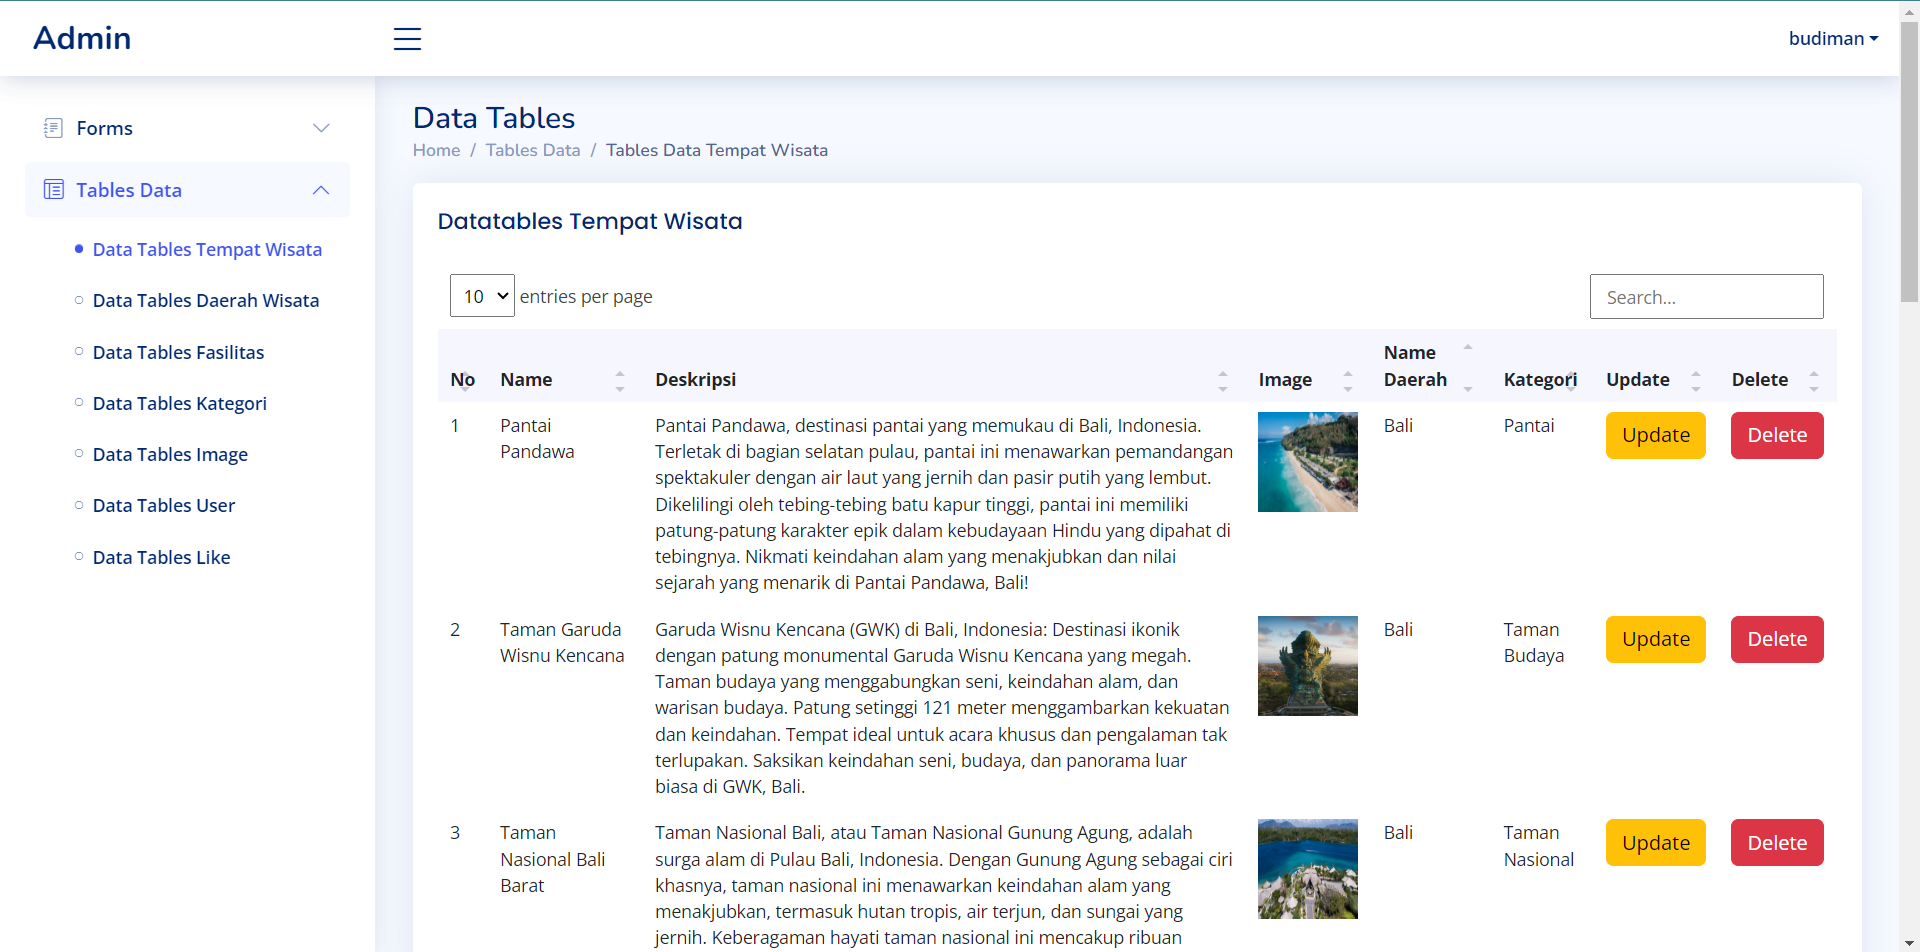 Admin
budiman
Forms
Tables Data
Data Tables Tempat Wisata
Data Tables Daerah Wisata
Data Tables Fasilitas
Data Tables Kategori
Data Tables Image
Data Tables User
Data Tables Like
Data Tables
Home / Tables Data / Tables Data Tempat Wisata
Datatables Tempat Wisata
10 entries per page
Search...
No Name Deskripsi Image Name Daerah Kategori Update Delete
1
Pantai
Pandawa
Pantai Pandawa, destinasi pantai yang memukau di Bali, Indonesia.
Terletak di bagian selatan pulau, pantai ini menawarkan pemandangan
spektakuler dengan air laut yang jernih dan pasir putih yang lembut.
Dikelilingi oleh tebing-tebing batu kapur tinggi, pantai ini memiliki
patung-patung karakter epik dalam kebudayaan Hindu yang dipahat di
tebingnya. Nikmati keindahan alam yang menakjubkan dan nilai
sejarah yang menarik di Pantai Pandawa, Bali!
Bali
Pantai
Update
Delete
2
Taman Garuda
Wisnu Kencana
Garuda Wisnu Kencana (GWK) di Bali, Indonesia: Destinasi ikonik
dengan patung monumental Garuda Wisnu Kencana yang megah.
Taman budaya yang menggabungkan seni, keindahan alam, dan
warisan budaya. Patung setinggi 121 meter menggambarkan kekuatan
dan keindahan. Tempat ideal untuk acara khusus dan pengalaman tak
terlupakan. Saksikan keindahan seni, budaya, dan panorama luar
biasa di GWK, Bali.
Bali
Taman
Budaya
Update
Delete
3
Taman
Nasional Bali
Barat
Taman Nasional Bali, atau Taman Nasional Gunung Agung, adalah
surga alam di Pulau Bali, Indonesia. Dengan Gunung Agung sebagai ciri
khasnya, taman nasional ini menawarkan keindahan alam yang
menakjubkan, termasuk hutan tropis, air terjun, dan sungai yang
jernih. Keberagaman hayati taman nasional ini mencakup ribuan
Bali
Taman
Nasional
Update
Delete